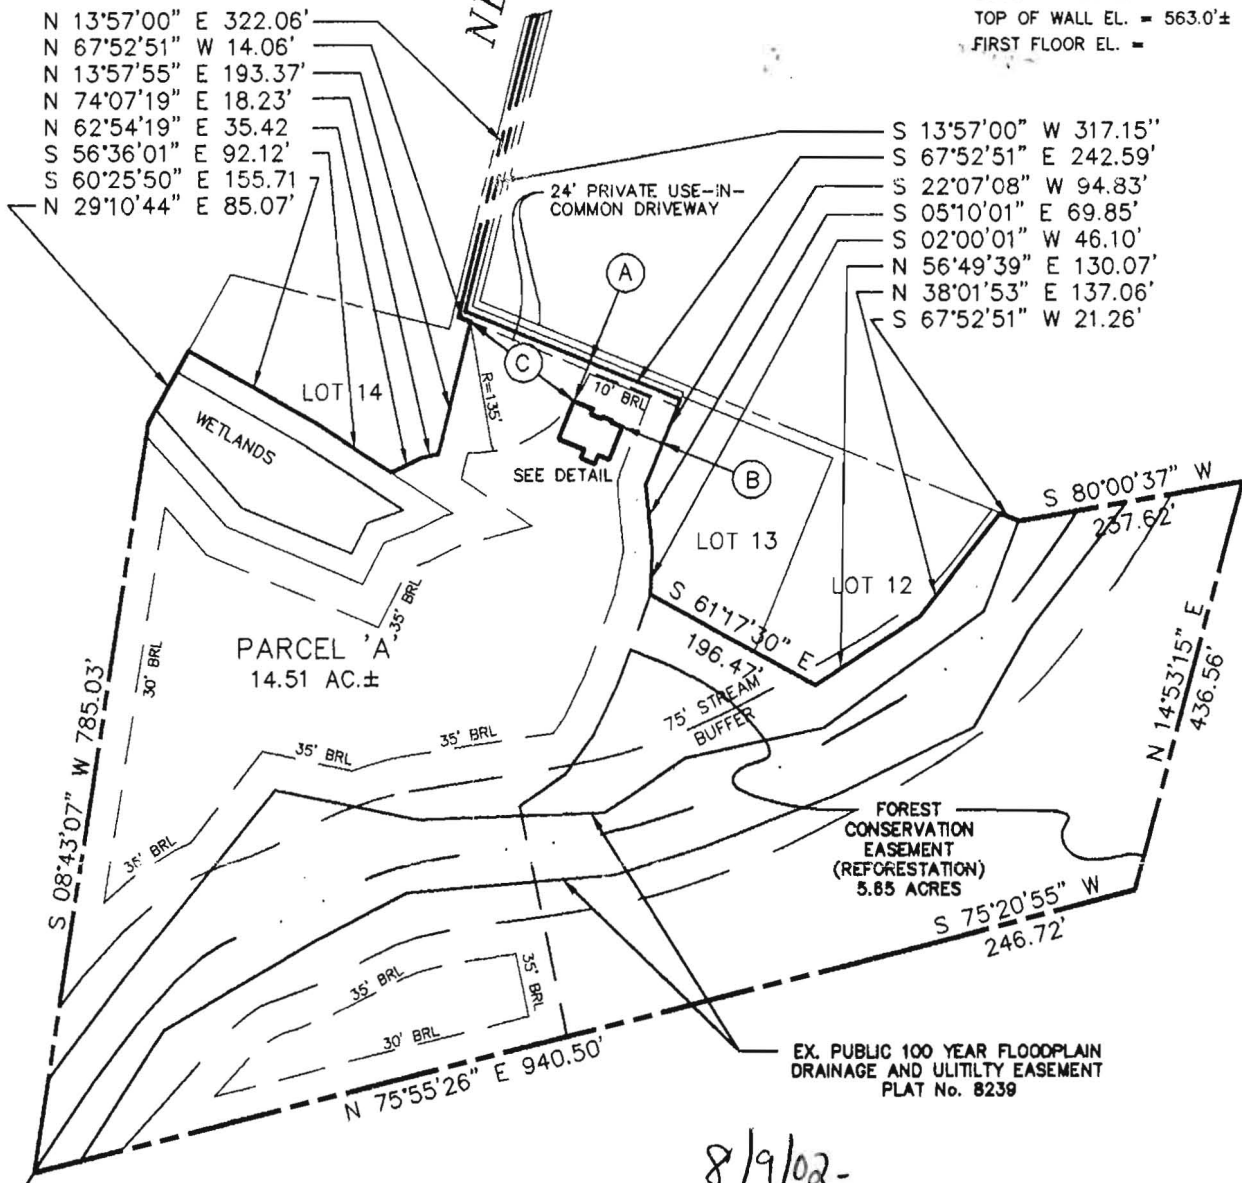 N 13°57'00" E 322.06'
N 67°52'51" W 14.06'
N 13°57'55" E 193.37'
N 74°07'19" E 18.23'
N 62°54'19" E 35.42
S 56°36'01" E 92.12'
S 60°25'50" E 155.71
N 29°10'44" E 85.07'
TOP OF WALL EL. = 563.0'±
FIRST FLOOR EL. =
S 13°57'00" W 317.15''
S 67°52'51" E 242.59'
S 22°07'08" W 94.83'
S 05°10'01" E 69.85'
S 02°00'01" W 46.10'
N 56°49'39" E 130.07'
N 38°01'53" E 137.06'
S 67°52'51" W 21.26'
24' PRIVATE USE-IN-
COMMON DRIVEWAY
A
C
B
LOT 14
R=135'
10' BRL
WETLANDS
SEE DETAIL
LOT 13
LOT 12
S 80°00'37" W
237.62'
S 61°17'30" E
196.47'
N 14°53'15" E
436.56'
35' BRL
30' BRL
PARCEL 'A'
14.51 AC.±
75' STREAM
BUFFER
35' BRL
35' BRL
35' BRL
S 08°43'07" W 785.03'
FOREST
CONSERVATION
EASEMENT
(REFORESTATION)
5.65 ACRES
S 75°20'55" W
246.72'
35' BRL
35' BRL
30' BRL
N 75°55'26" E 940.50'
EX. PUBLIC 100 YEAR FLOODPLAIN
DRAINAGE AND ULITILTY EASEMENT
PLAT No. 8239
8/9/02-